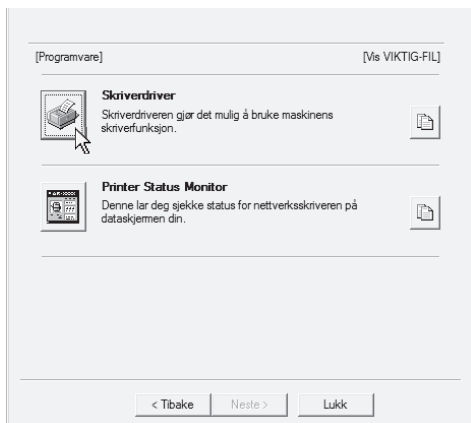 [Programvare] [Vis VIKTIG-FIL]
Skriverdriver
Skriverdriveren gjør det mulig å bruke maskinens
skriverfunksjon.
Printer Status Monitor
Denne lar deg sjekke status for nettverksskriveren på
dataskjermen din.
< Tibake Neste > Lukk